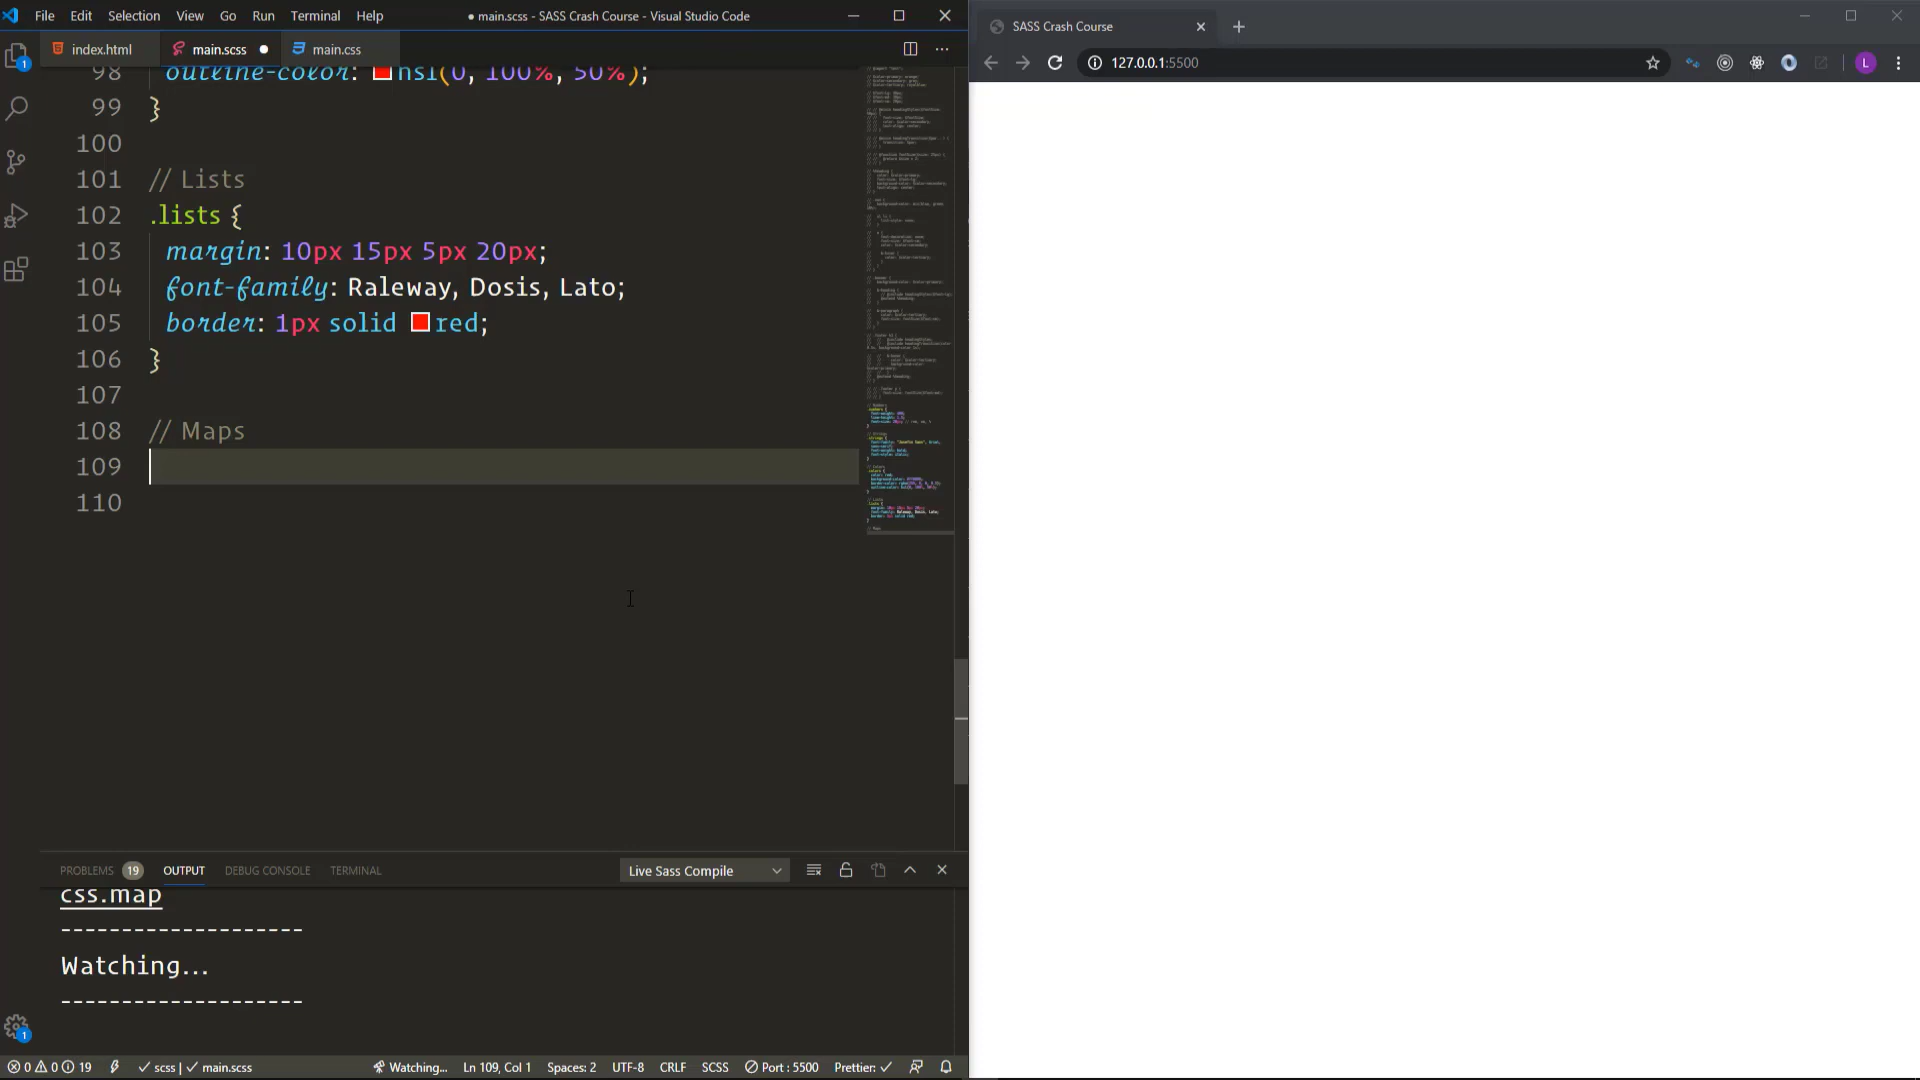 File Edit Selection View Go Run Terminal Help
● main.scss - SASS Crash Course - Visual Studio Code
index.html main.scss ● main.css
98 outline-color: hsl(0, 100%, 50%);
99 }
100
101 // Lists
102 .lists {
103 margin: 10px 15px 5px 20px;
104 font-family: Raleway, Dosis, Lato;
105 border: 1px solid red;
106 }
107
108 // Maps
109
110
PROBLEMS 19 OUTPUT DEBUG CONSOLE TERMINAL
Live Sass Compile
css.map
--------------------
Watching...
--------------------
1
1
0 0 19 scss | main.scss Watching... Ln 109, Col 1 Spaces: 2 UTF-8 CRLF SCSS Port : 5500 Prettier: ✓
SASS Crash Course
127.0.0.1:5500
L